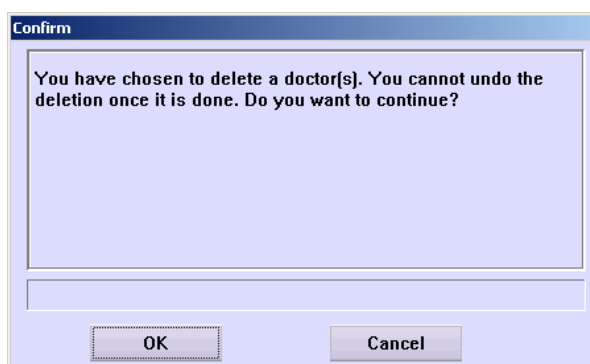 Confirm
You have chosen to delete a doctor(s). You cannot undo the
deletion once it is done. Do you want to continue?
OK
Cancel